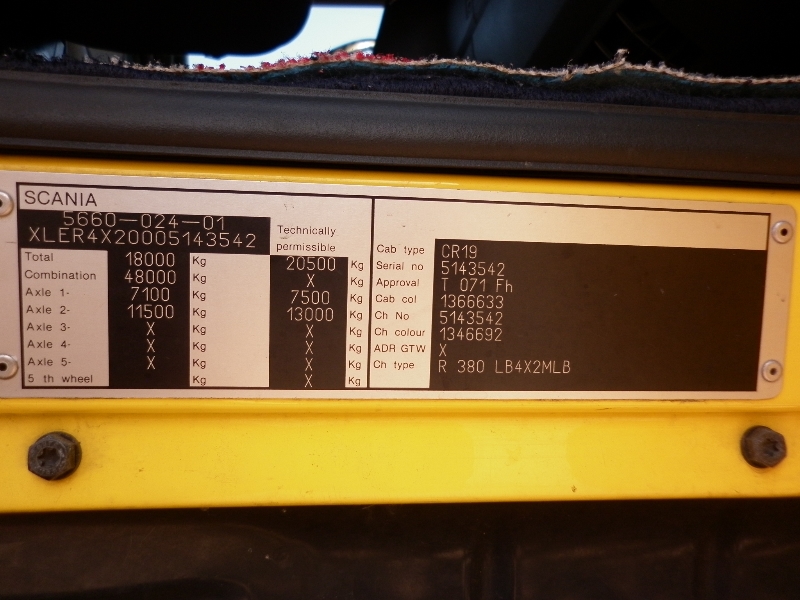 SCANIA
5660-024-01
XLER4X20005143542
Technically
permissible
Total 18000 Kg 20500 Kg
Combination 48000 Kg X Kg
Axle 1- 7100 Kg 7500 Kg
Axle 2- 11500 Kg 13000 Kg
Axle 3- X Kg X Kg
Axle 4- X Kg X Kg
Axle 5- X Kg X Kg
5 th wheel Kg X Kg
Cab type CR19
Serial no 5143542
Approval T 071 Fh
Cab col 1366633
Ch No 5143542
Ch colour 1346692
ADR GTW X
Ch type R 380 LB4X2MLB